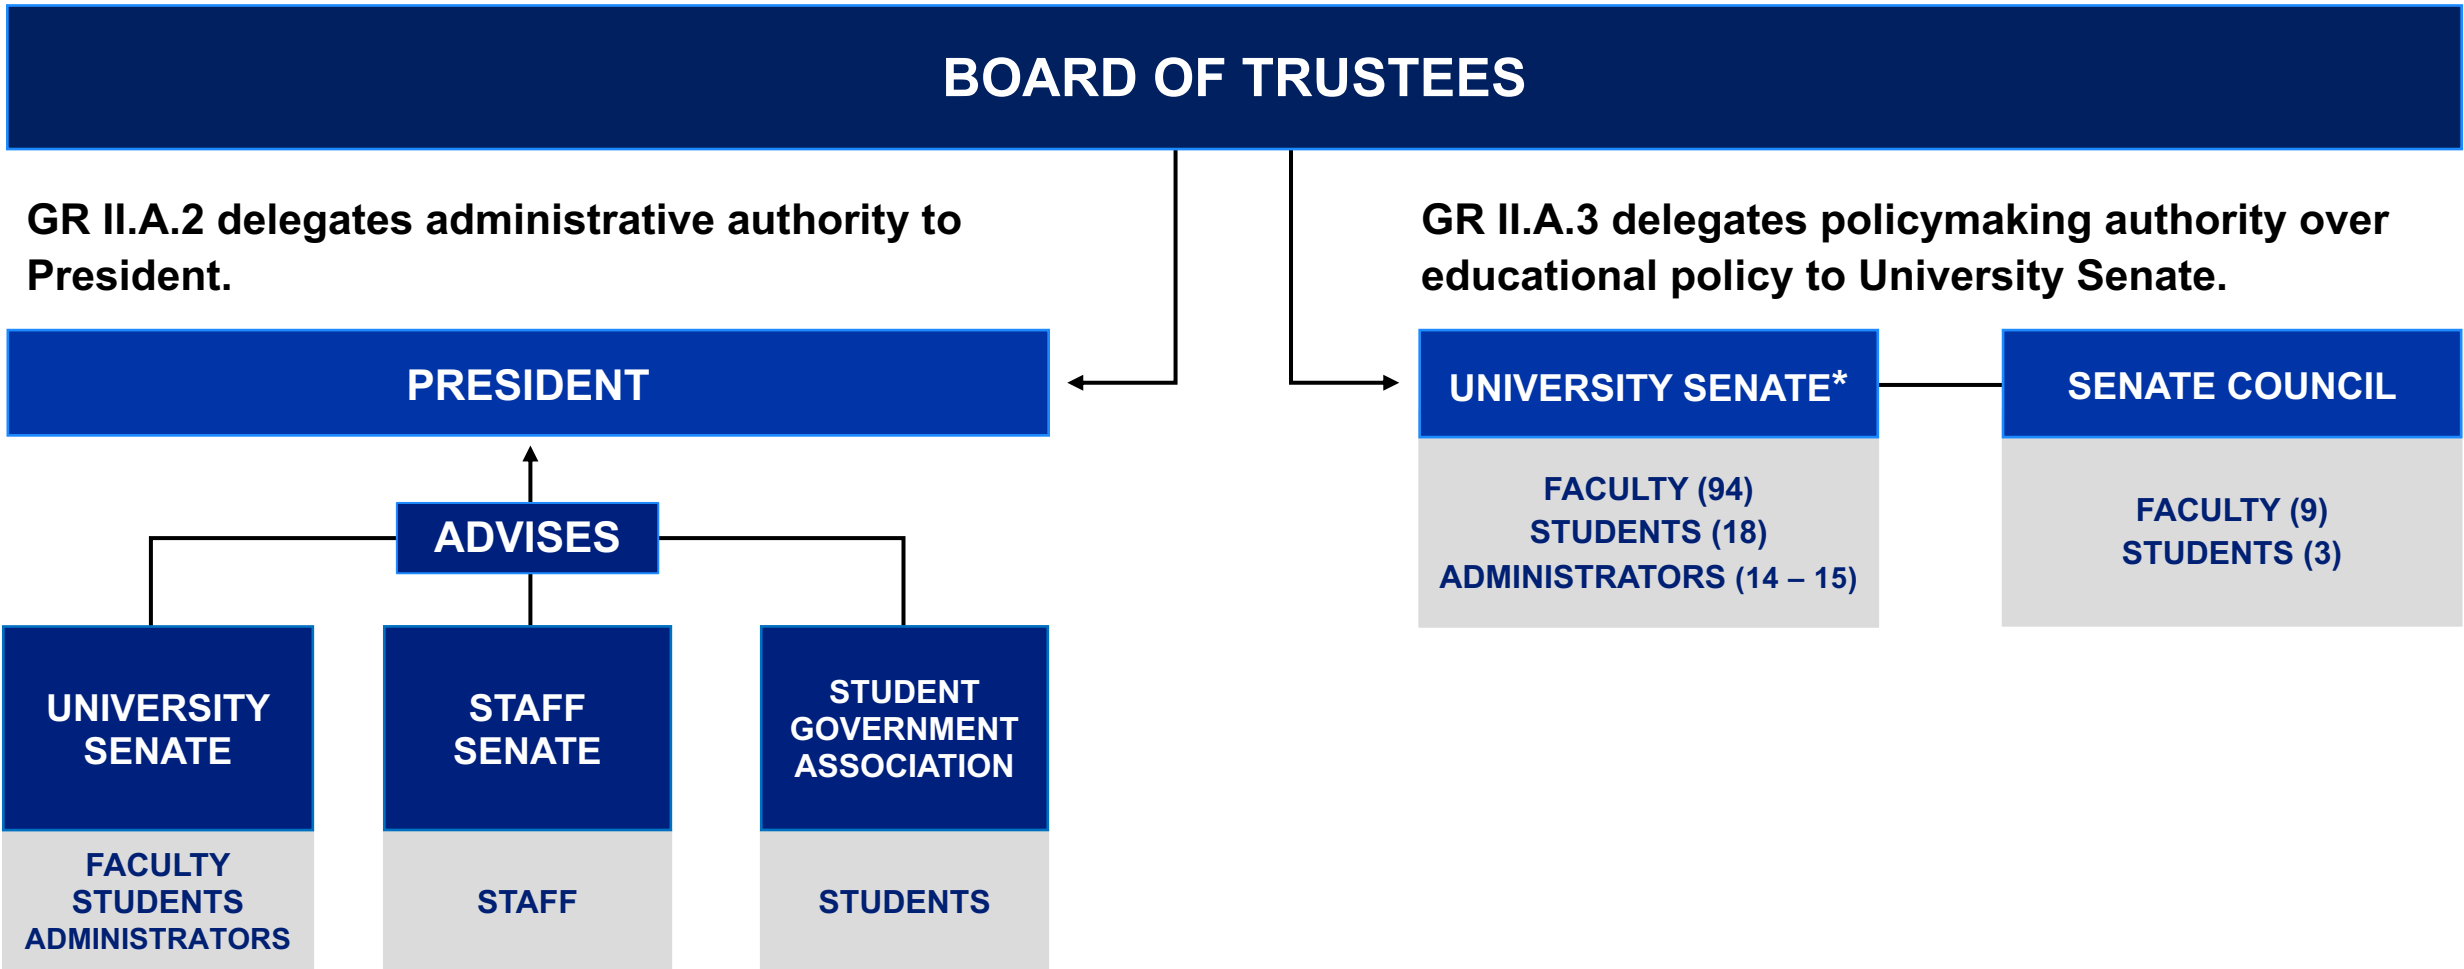 BOARD OF TRUSTEES
GR II.A.2 delegates administrative authority to
President.
GR II.A.3 delegates policymaking authority over
educational policy to University Senate.
PRESIDENT
UNIVERSITY SENATE*
SENATE COUNCIL
FACULTY (94)
STUDENTS (18)
ADMINISTRATORS (14 – 15)
FACULTY (9)
STUDENTS (3)
ADVISES
UNIVERSITY
SENATE
STAFF
SENATE
STUDENT
GOVERNMENT
ASSOCIATION
FACULTY
STUDENTS
ADMINISTRATORS
STAFF
STUDENTS